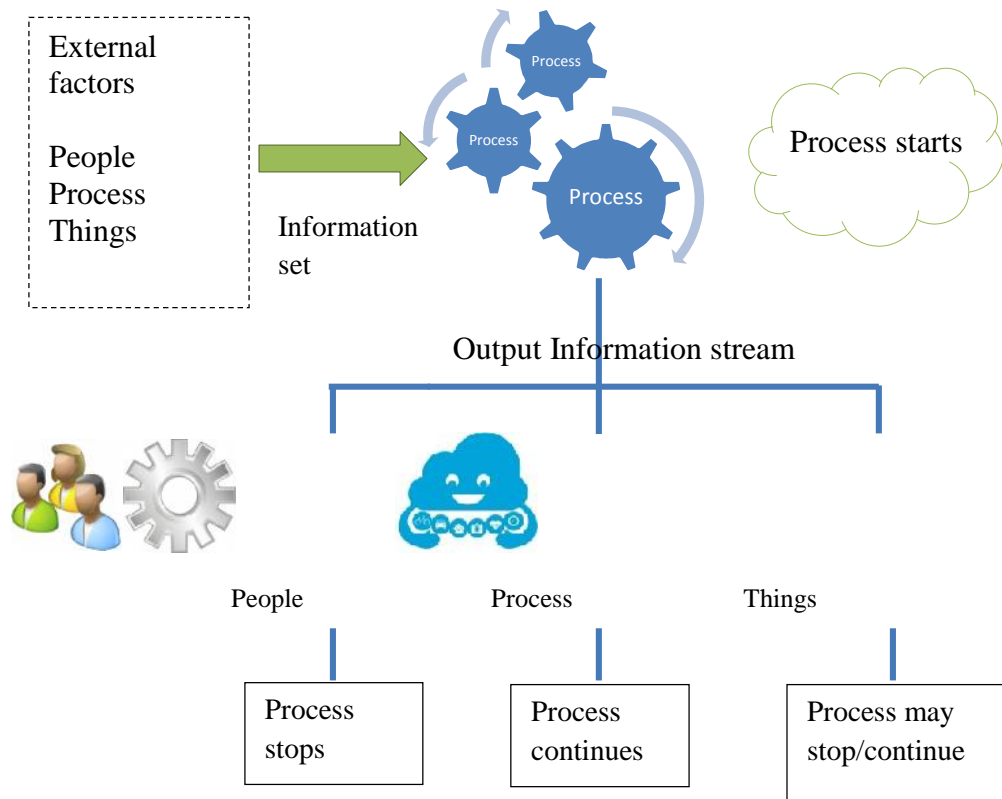 External
factors
People
Process
Things
Information
set
Process
Process
Process
Process starts
Output Information stream
People
Process
Things
Process
stops
Process
continues
Process may
stop/continue